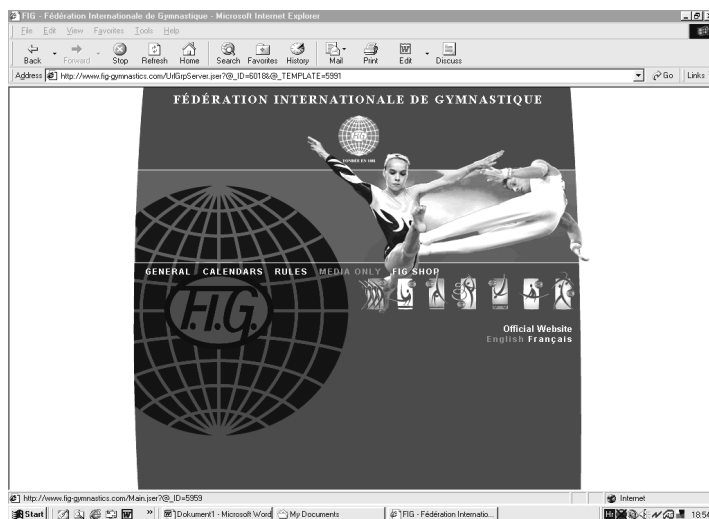 FIG - Fédération Internationale de Gymnastique - Microsoft Internet Explorer
File Edit View Favorites Tools Help
Back Forward Stop Refresh Home Search Favorites History Mail Print Edit Discuss
Address http://www.fig-gymnastics.com/UrlGrpServer.jser?@_ID=6018&@_TEMPLATE=5991 Go Links
FÉDÉRATION INTERNATIONALE DE GYMNASTIQUE
F.I.G.
FONDÉE EN 1881
GENERAL CALENDARS RULES MEDIA ONLY FIG SHOP
F.I.G.
Official Website
English Français
http://www.fig-gymnastics.com/Main.jser?@_ID=5959 Internet
Start » Dokument1 - Microsoft Word My Documents FIG - Fédération Internatio... Hr 18:54